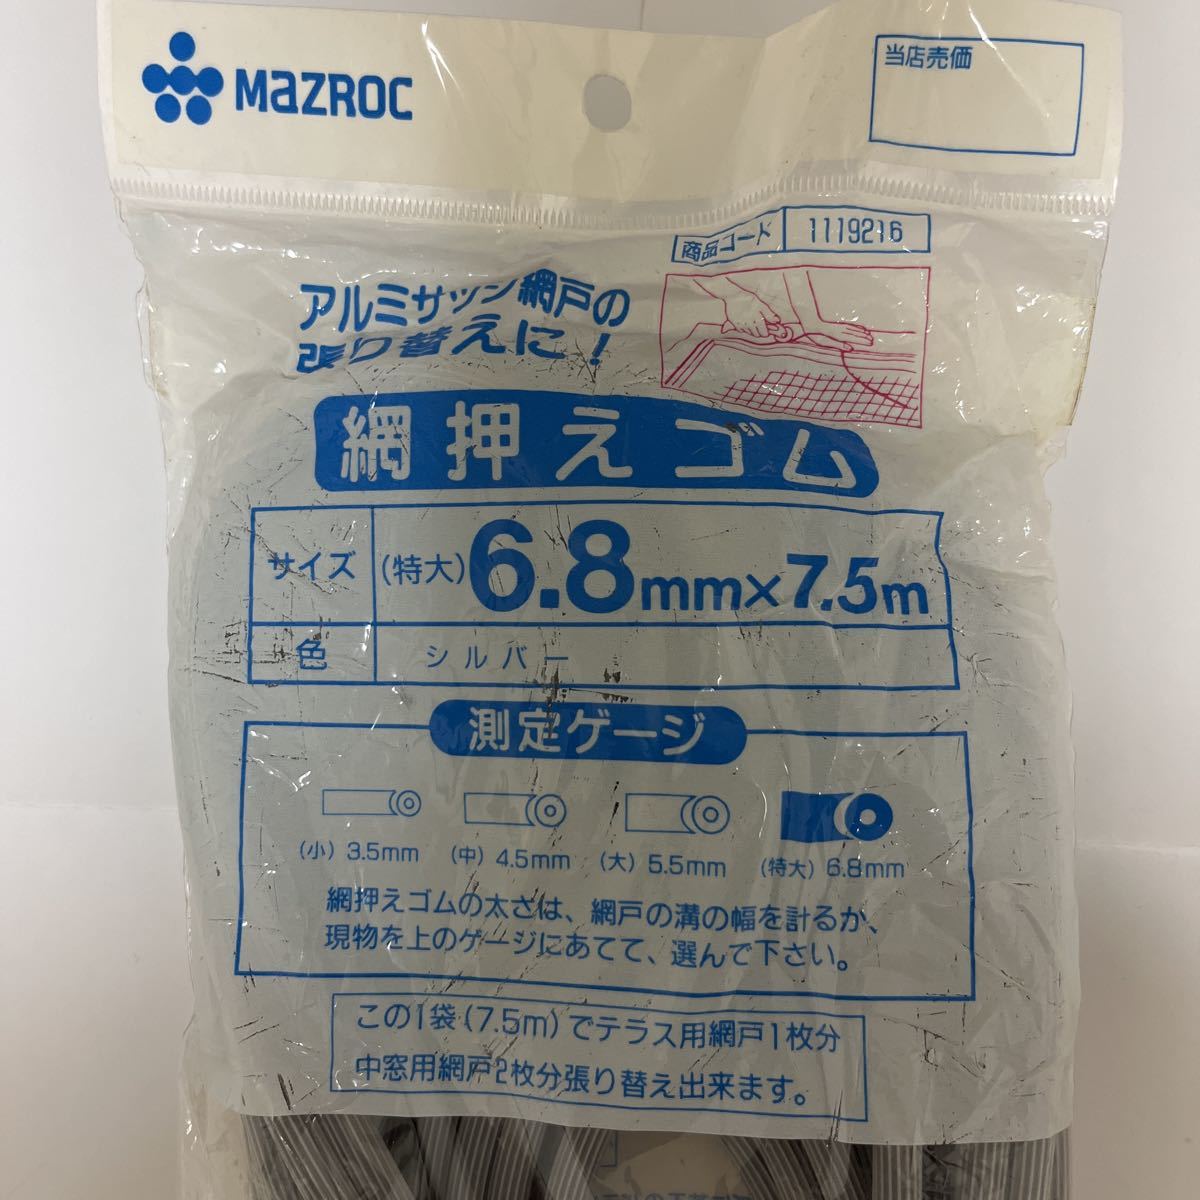 MAZROC
当店売価
商品コード 1119216
アルミサッシ網戸の
張り替えに!
網押えゴム
サイズ (特大)6.8mm×7.5m
色 シルバー
測定ゲージ
(小) 3.5mm (中) 4.5mm (大) 5.5mm (特大) 6.8mm
網押えゴムの太さは、網戸の溝の幅を計るか、
現物を上のゲージにあてて、選んで下さい。
この1袋(7.5m)でテラス用網戸1枚分
中窓用網戸2枚分張り替え出来ます。